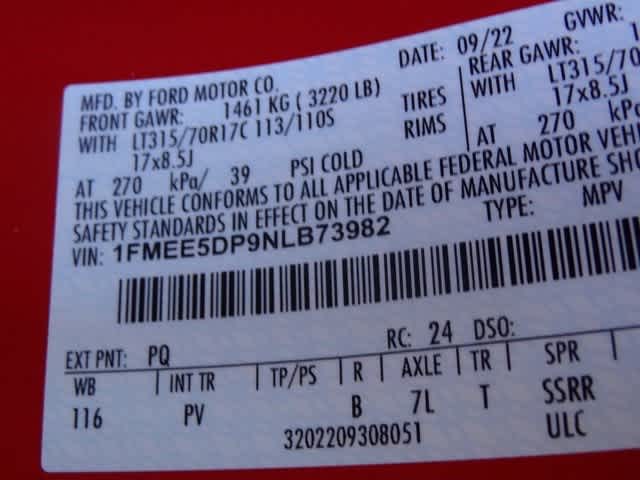 DATE: 09/22 GVWR:
MFD. BY FORD MOTOR CO.
FRONT GAWR: 1461 KG ( 3220 LB) REAR GAWR:
WITH LT315/70R17C 113/110S TIRES WITH LT315/70
17x8.5J RIMS 17x8.5J
AT 270 kPa/ 39 PSI COLD AT 270 kPa
THIS VEHICLE CONFORMS TO ALL APPLICABLE FEDERAL MOTOR
SAFETY STANDARDS IN EFFECT ON THE DATE OF MANUFACTURE
VIN: 1FMEE5DP9NLB73982 TYPE: MPV
RC: 24 DSO:
EXT PNT: PQ
WB INT TR TP/PS R AXLE TR SPR
116 PV B 7L T SSRR
3202209308051 ULC